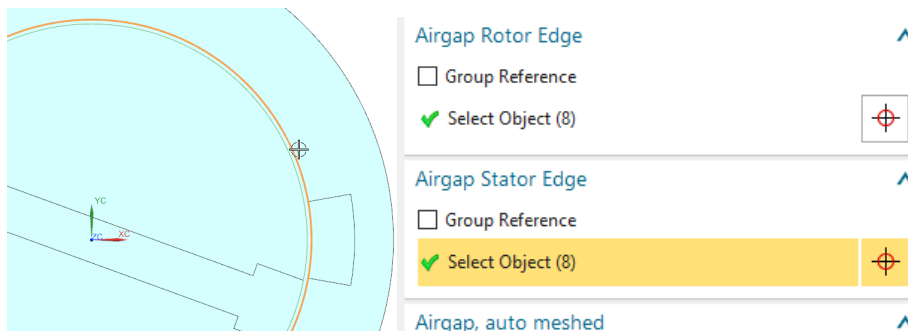 YC
ZC
XC
Airgap Rotor Edge
Group Reference
Select Object (8)
Airgap Stator Edge
Group Reference
Select Object (8)
Airgap, auto meshed